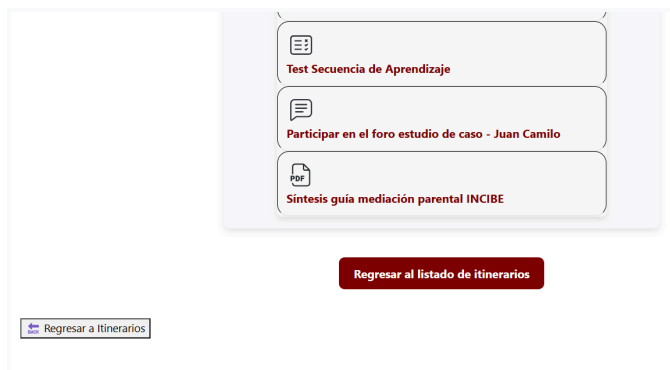 Test Secuencia de Aprendizaje
Participar en el foro estudio de caso - Juan Camilo
PDF
Síntesis guía mediación parental INCIBE
Regresar al listado de itinerarios
BACK Regresar a Itinerarios